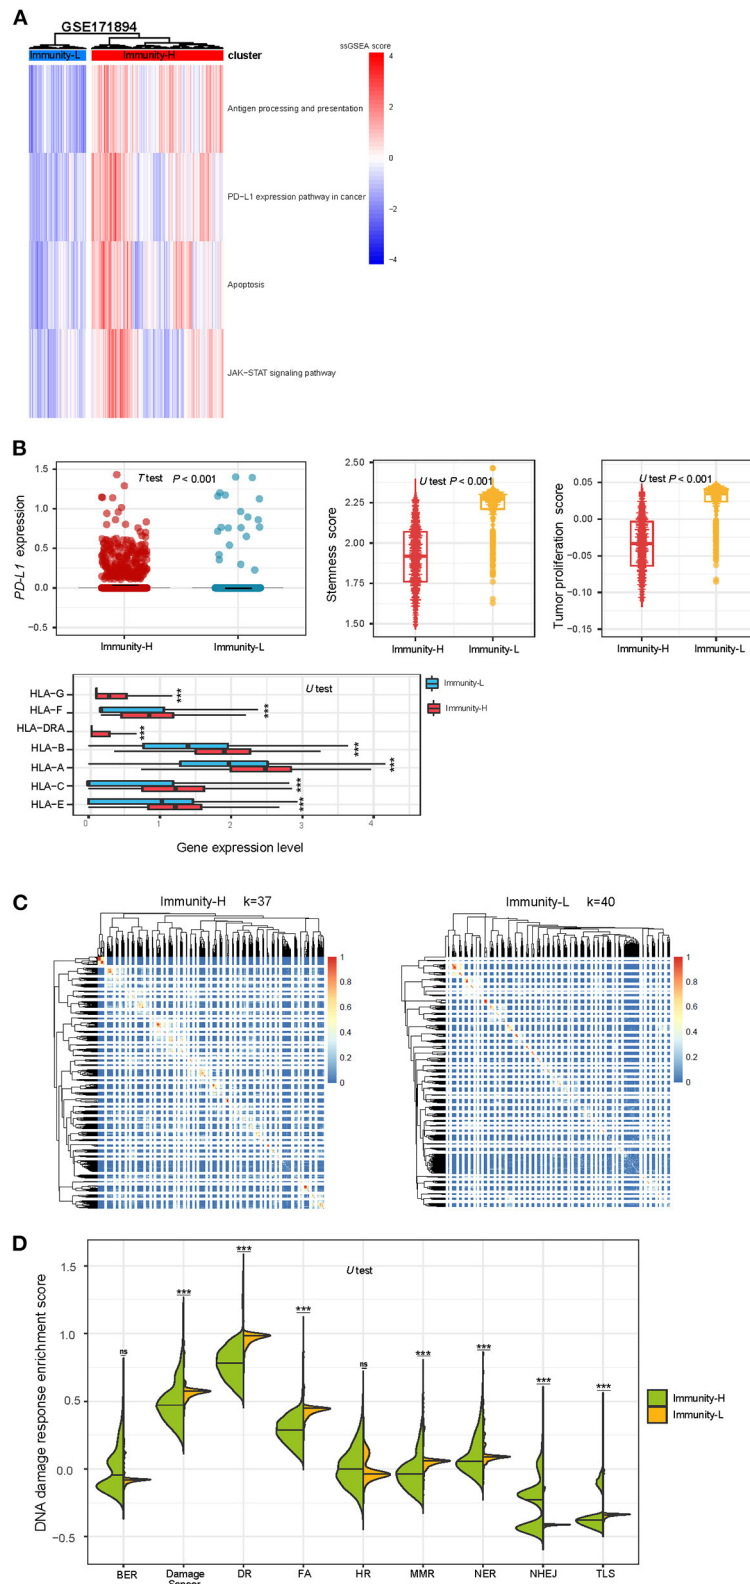 A
GSE171894
ssGSEA score
Immunity-L
Immunity-H
cluster
4
2
0
−2
−4
Antigen processing and presentation
PD−L1 expression pathway in cancer
Apoptosis
JAK−STAT signaling pathway
B
PD-L1 expression
1.5
1.0
0.5
0.0
−0.5
T test P < 0.001
Immunity-H
Immunity-L
Stemness score
2.50
2.25
2.00
1.75
1.50
U test P < 0.001
Immunity-H
Immunity-L
Tumor proliferation score
0.05
0.00
−0.05
−0.10
−0.15
U test P < 0.001
Immunity-H
Immunity-L
U test
HLA-G
HLA-F
HLA-DRA
HLA-B
HLA-A
HLA-C
HLA-E
***
***
***
***
***
***
***
0
1
2
3
4
Gene expression level
Immunity-L
Immunity-H
C
Immunity-H k=37
1
0.8
0.6
0.4
0.2
0
Immunity-L k=40
1
0.8
0.6
0.4
0.2
0
D
DNA damage response enrichment score
1.5
1.0
0.5
0.0
−0.5
U test
ns
***
***
***
ns
***
***
***
***
BER
Damage
Sensor
DR
FA
HR
MMR
NER
NHEJ
TLS
Immunity-H
Immunity-L